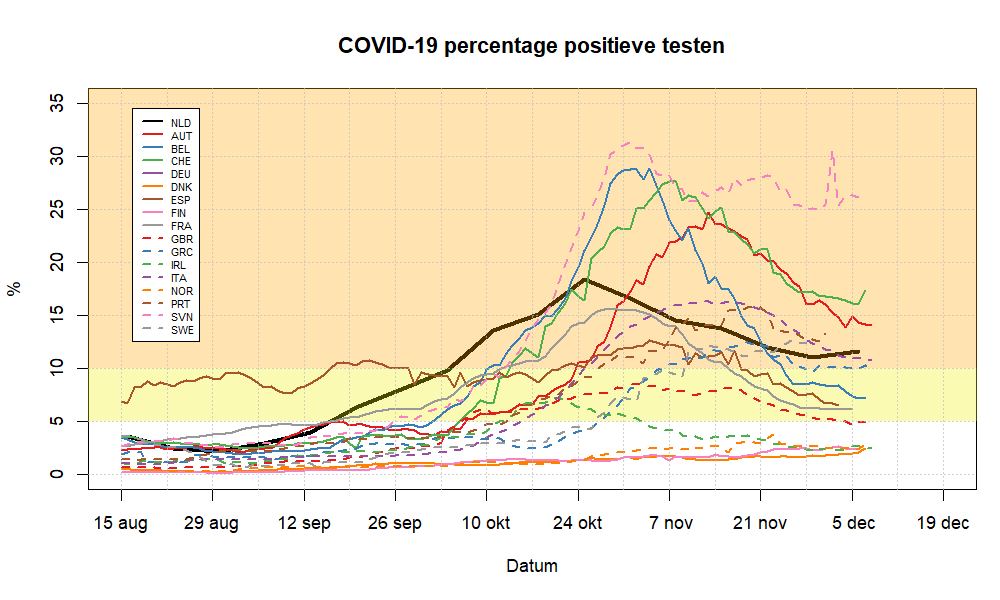 COVID-19 percentage positieve testen
%
35
30
25
20
15
10
5
0
NLD
AUT
BEL
CHE
DEU
DNK
ESP
FIN
FRA
GBR
GRC
IRL
ITA
NOR
PRT
SVN
SWE
15 aug 29 aug 12 sep 26 sep 10 okt 24 okt 7 nov 21 nov 5 dec 19 dec
Datum